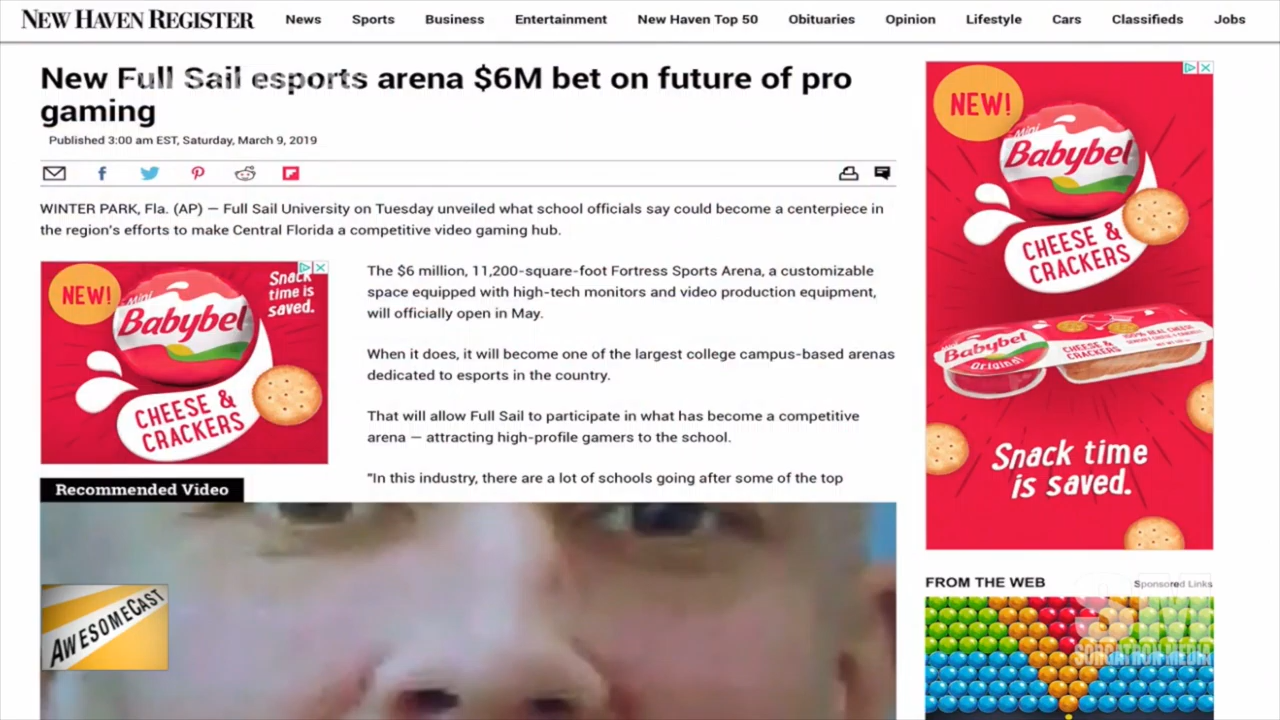 NEW HAVEN REGISTER
News Sports Business Entertainment New Haven Top 50 Obituaries Opinion Lifestyle Cars Classifieds Jobs
New Full Sail esports arena $6M bet on future of pro
gaming
Published 3:00 am EST, Saturday, March 9, 2019
WINTER PARK, Fla. (AP) — Full Sail University on Tuesday unveiled what school officials say could become a centerpiece in
the region's efforts to make Central Florida a competitive video gaming hub.
NEW!
Snack
time is
saved.
Mini
Babybel
CHEESE &
CRACKERS
The $6 million, 11,200-square-foot Fortress Sports Arena, a customizable
space equipped with high-tech monitors and video production equipment,
will officially open in May.
When it does, it will become one of the largest college campus-based arenas
dedicated to esports in the country.
That will allow Full Sail to participate in what has become a competitive
arena — attracting high-profile gamers to the school.
"In this industry, there are a lot of schools going after some of the top
Recommended Video
AWESOMECAST
NEW!
Mini
Babybel
CHEESE &
CRACKERS
Babybel
Original
CHEESE &
CRACKERS
100% REAL CHEESE
Snack time
is saved.
FROM THE WEB
Sponsored Links
SORGATRON MEDIA